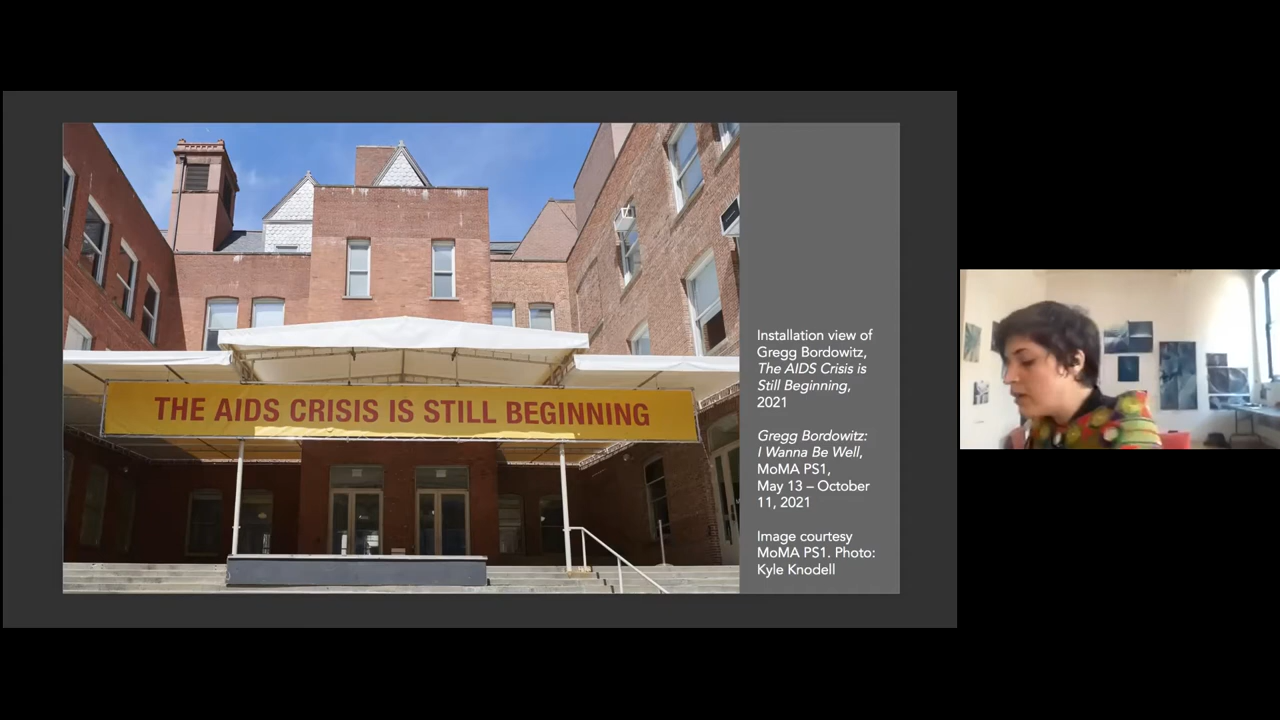 THE AIDS CRISIS IS STILL BEGINNING
Installation view of
Gregg Bordowitz,
The AIDS Crisis is
Still Beginning,
2021
Gregg Bordowitz:
I Wanna Be Well,
MoMA PS1,
May 13 – October
11, 2021
Image courtesy
MoMA PS1. Photo:
Kyle Knodell